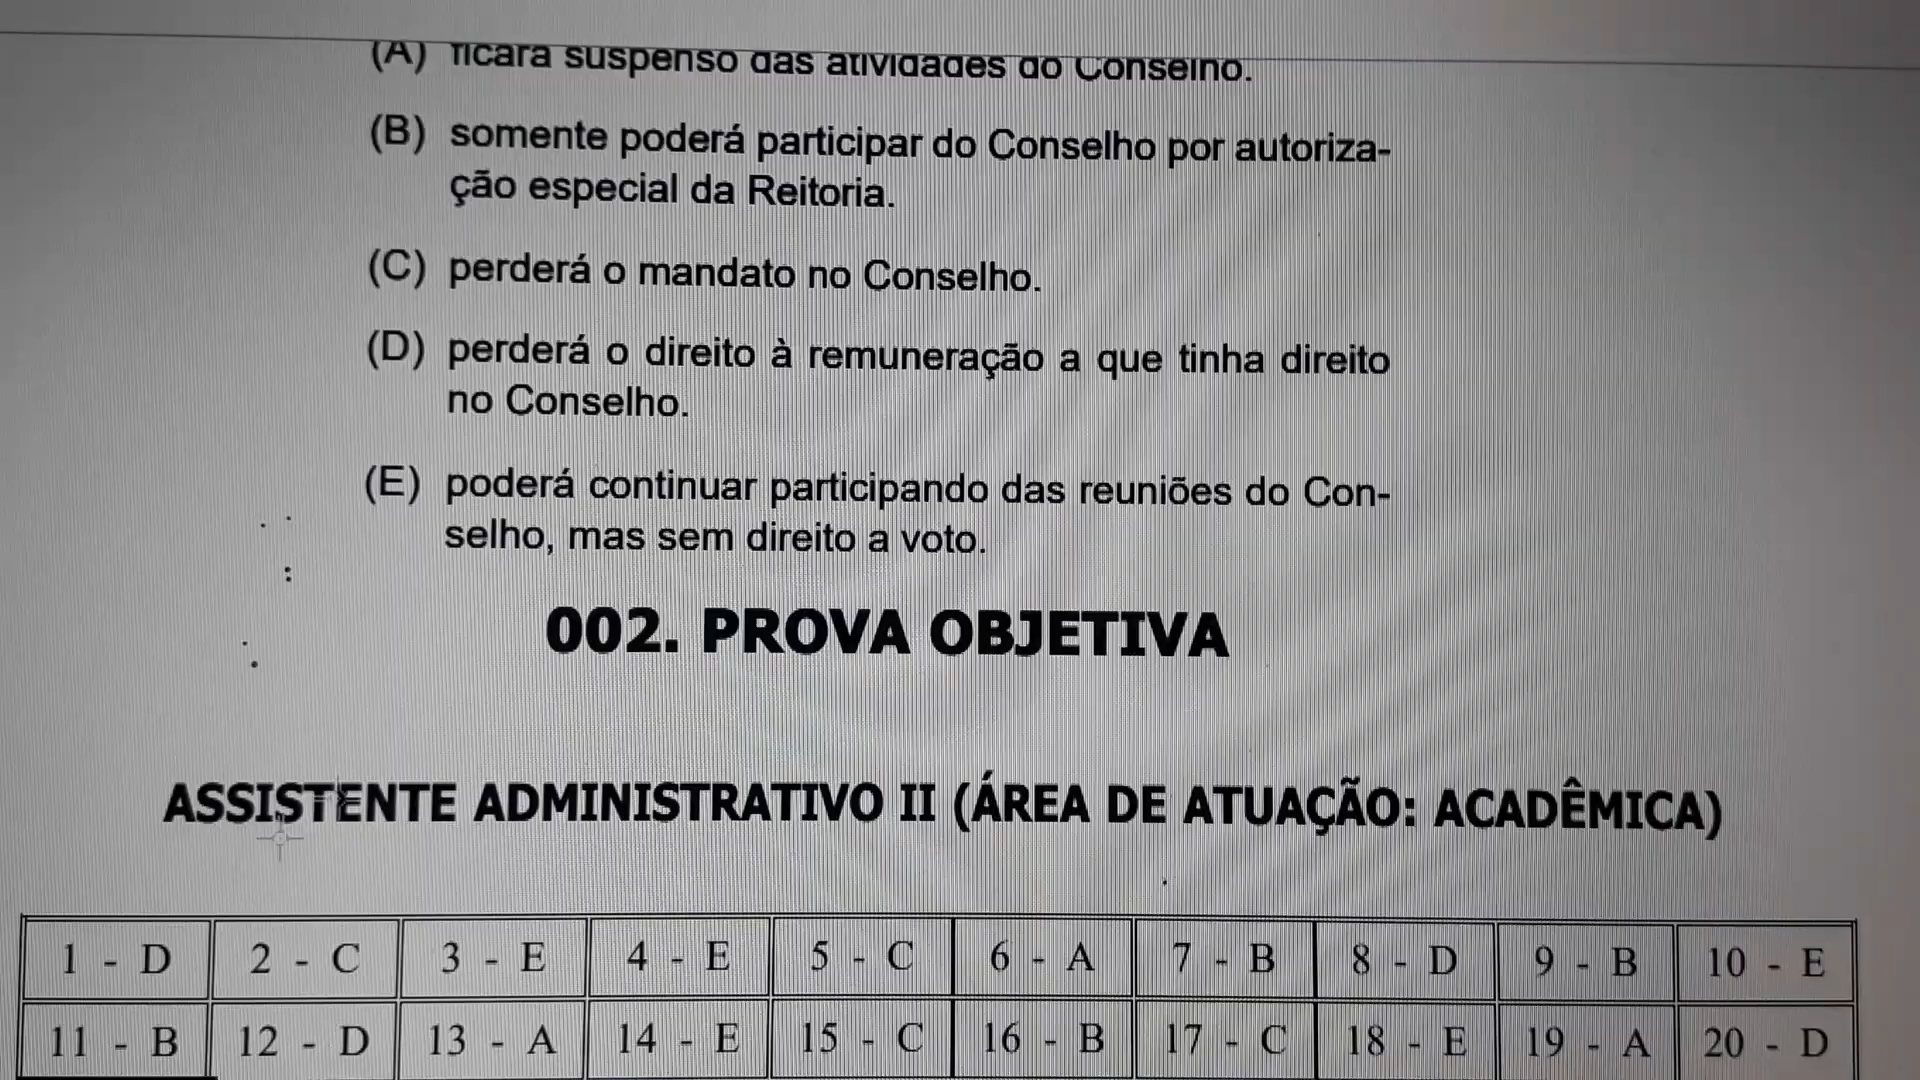 (A) ficará suspenso das atividades do Conselho.
(B) somente poderá participar do Conselho por autoriza-
ção especial da Reitoria.
(C) perderá o mandato no Conselho.
(D) perderá o direito à remuneração a que tinha direito
no Conselho.
(E) poderá continuar participando das reuniões do Con-
selho, mas sem direito a voto.
002. PROVA OBJETIVA
ASSISTENTE ADMINISTRATIVO II (ÁREA DE ATUAÇÃO: ACADÊMICA)
1 - D 2 - C 3 - E 4 - E 5 - C 6 - A 7 - B 8 - D 9 - B 10 - E
11 - B 12 - D 13 - A 14 - E 15 - C 16 - B 17 - C 18 - E 19 - A 20 - D